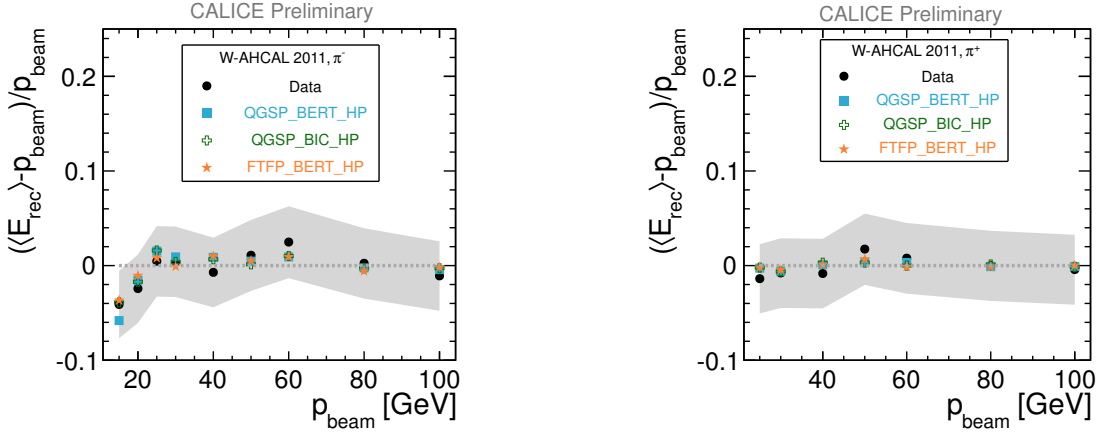 CALICE Preliminary
(⟨E_rec⟩-p_beam)/p_beam
0.2
0.1
0
-0.1
W-AHCAL 2011, π⁻
Data
QGSP_BERT_HP
QGSP_BIC_HP
FTFP_BERT_HP
20 40 60 80 100
p_beam [GeV]
CALICE Preliminary
(⟨E_rec⟩-p_beam)/p_beam
0.2
0.1
0
-0.1
W-AHCAL 2011, π⁺
Data
QGSP_BERT_HP
QGSP_BIC_HP
FTFP_BERT_HP
40 60 80 100
p_beam [GeV]